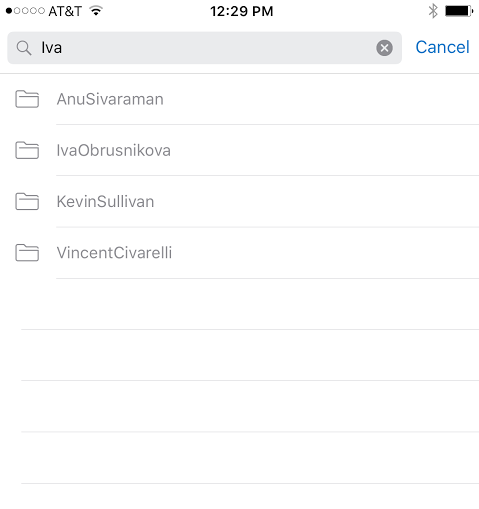 AT&T 12:29 PM
Iva Cancel
AnuSivaraman
IvaObrusnikova
KevinSullivan
VincentCivarelli